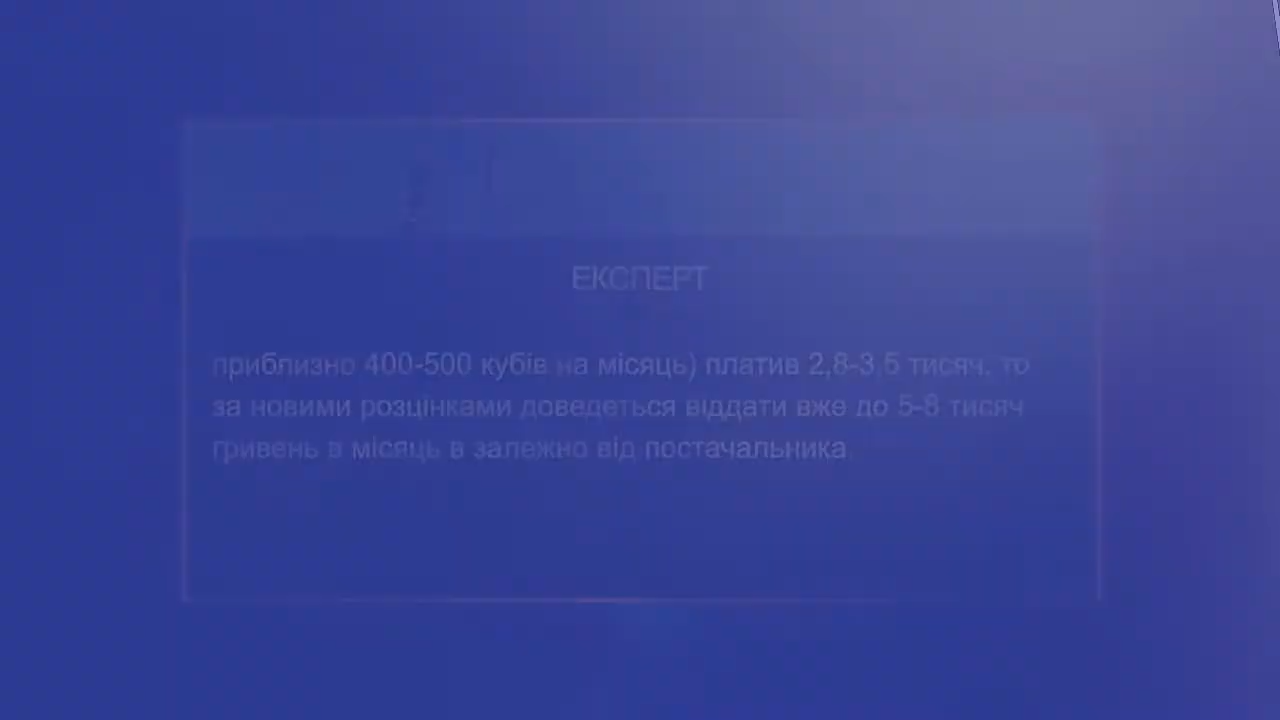 ЕКСПЕРТ
приблизно 400-500 кубів на місяць) платив 2,8-3,5 тисяч, то
за новими розцінками доведеться віддати вже до 5-8 тисяч
гривень в місяць в залежно від постачальника